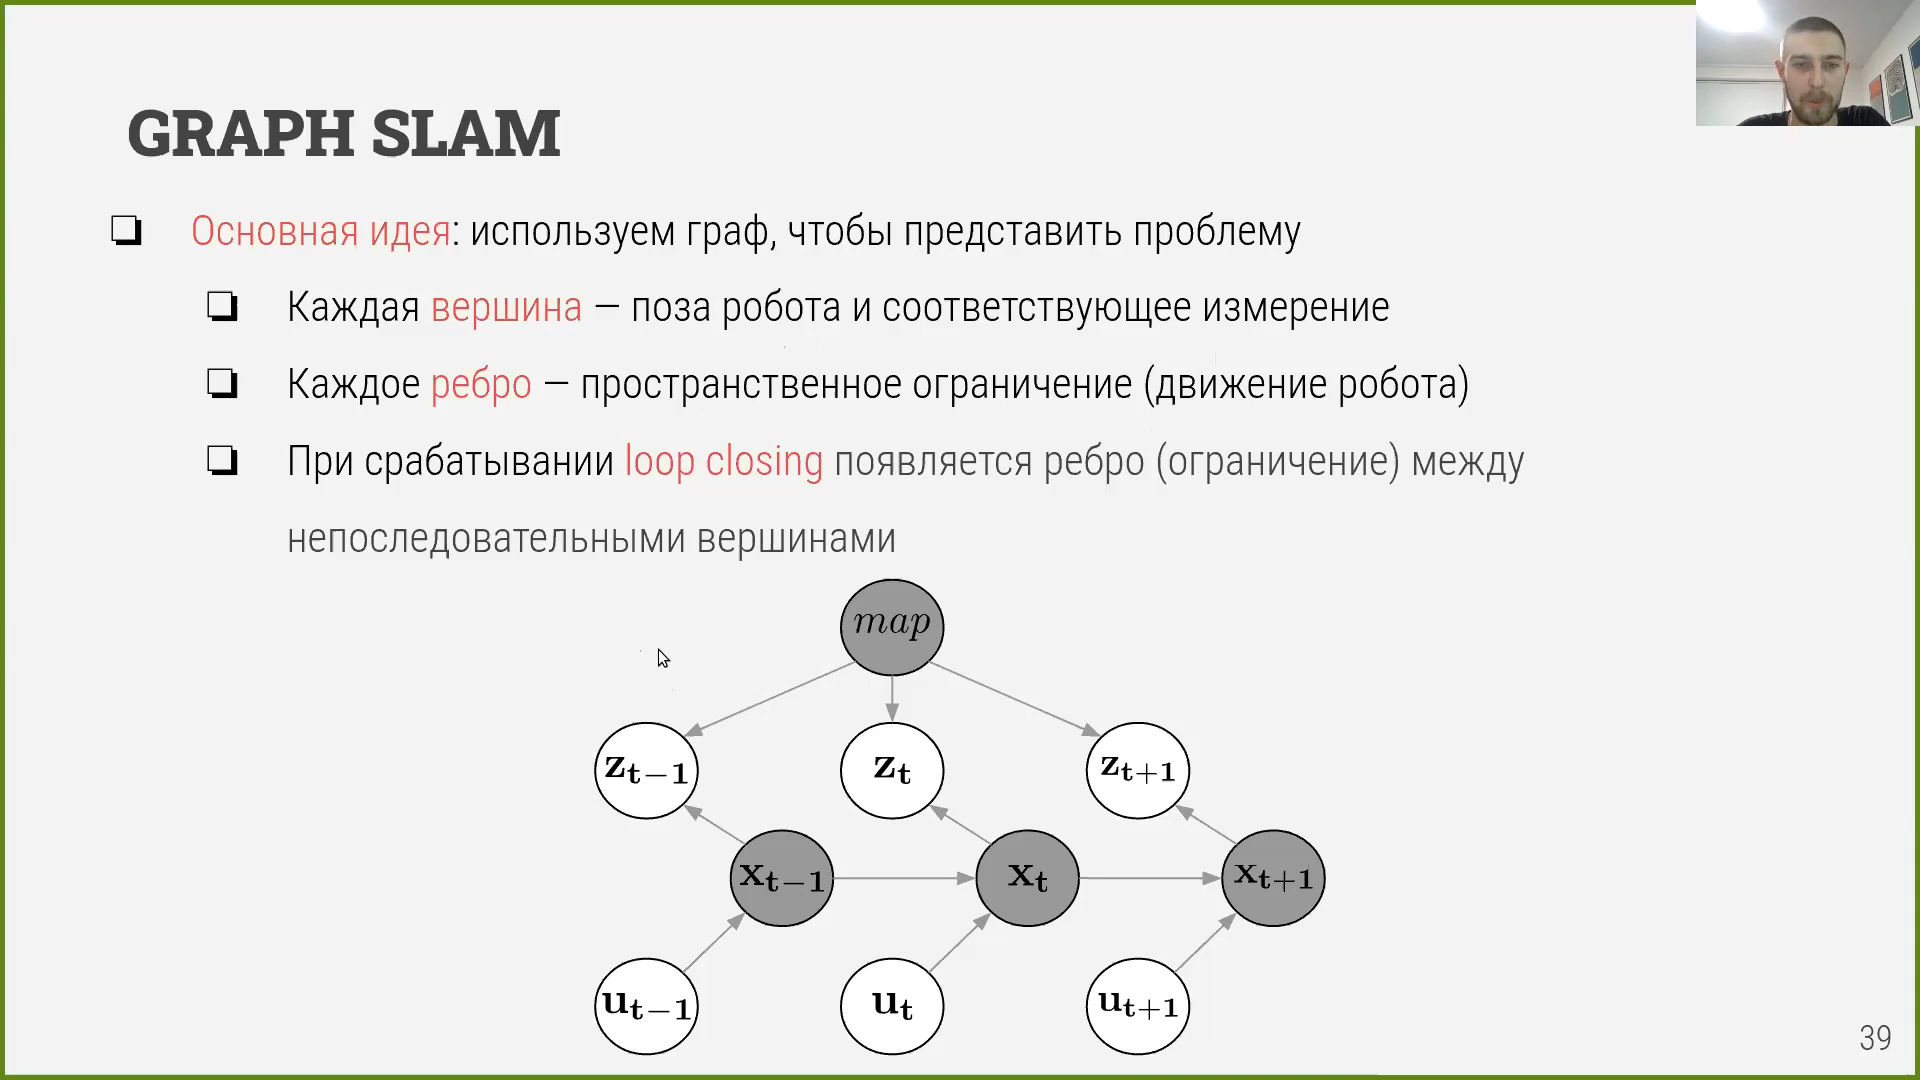 GRAPH SLAM
Основная идея: используем граф, чтобы представить проблему
Каждая вершина — поза робота и соответствующее измерение
Каждое ребро — пространственное ограничение (движение робота)
При срабатывании loop closing появляется ребро (ограничение) между
непоследовательными вершинами
map
z_{t-1} z_t z_{t+1}
x_{t-1} x_t x_{t+1}
u_{t-1} u_t u_{t+1}
39